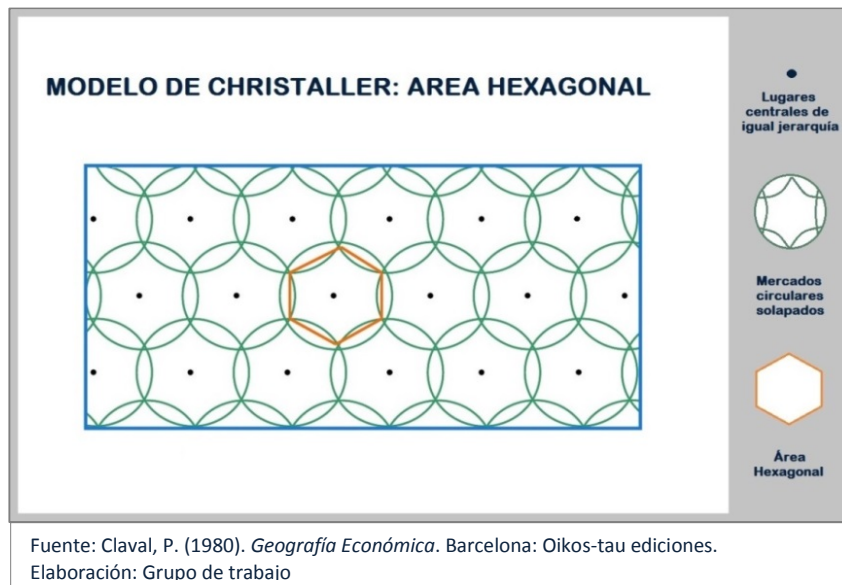 MODELO DE CHRISTALLER: AREA HEXAGONAL
Lugares
centrales de
igual jerarquía
Mercados
circulares
solapados
Área
Hexagonal
Fuente: Claval, P. (1980). Geografía Económica. Barcelona: Oikos-tau ediciones.
Elaboración: Grupo de trabajo